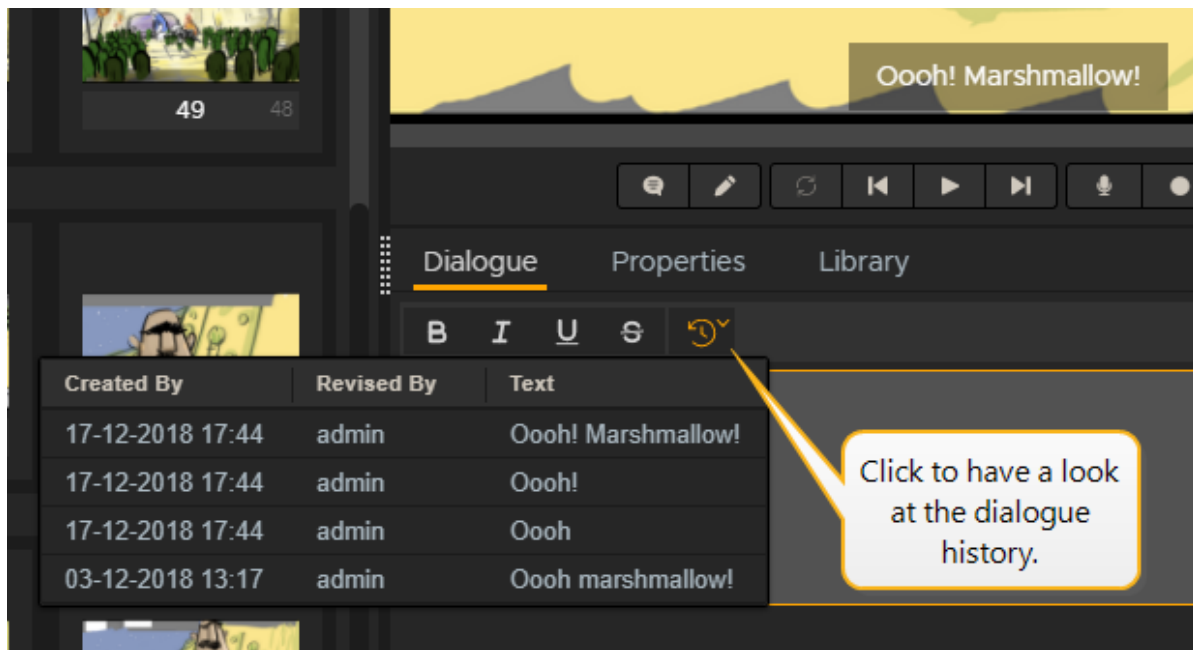 Oooh! Marshmallow!
49 48
Dialogue Properties Library
B I U S
Created By Revised By Text
17-12-2018 17:44 admin Oooh! Marshmallow!
17-12-2018 17:44 admin Oooh!
17-12-2018 17:44 admin Oooh
03-12-2018 13:17 admin Oooh marshmallow!
Click to have a look
at the dialogue
history.